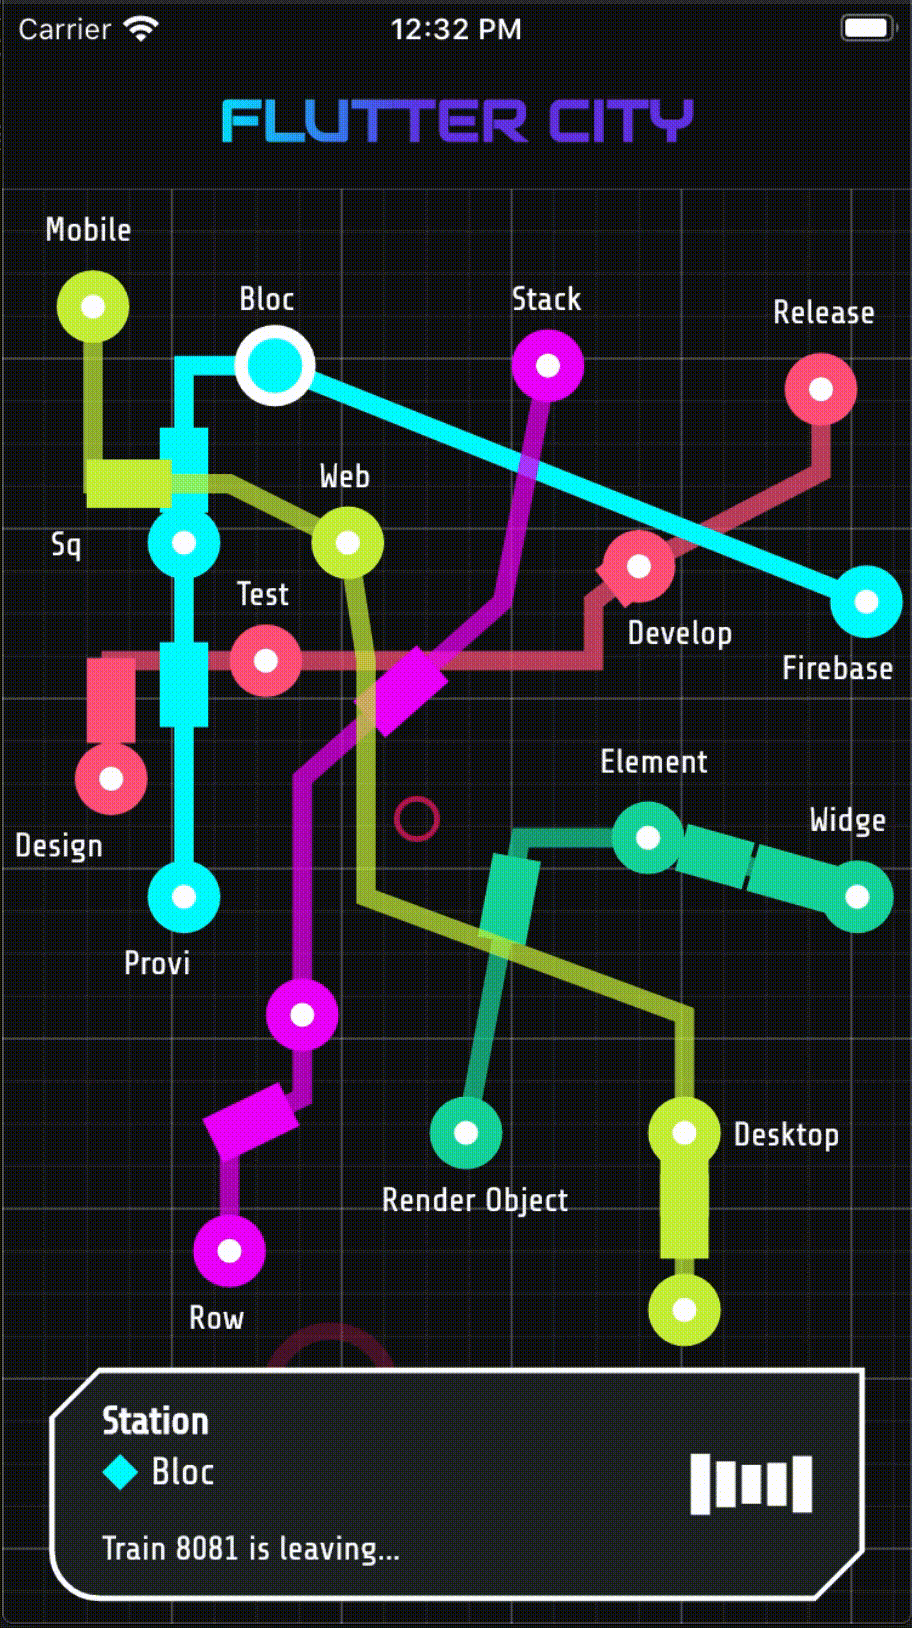 Carrier 12:32 PM
FLUTTER CITY
Mobile
Bloc
Stack
Release
Web
Sq
Test
Develop
Firebase
Element
Widge
Design
Provi
Desktop
Render Object
Row
Station
Bloc
Train 8081 is leaving...